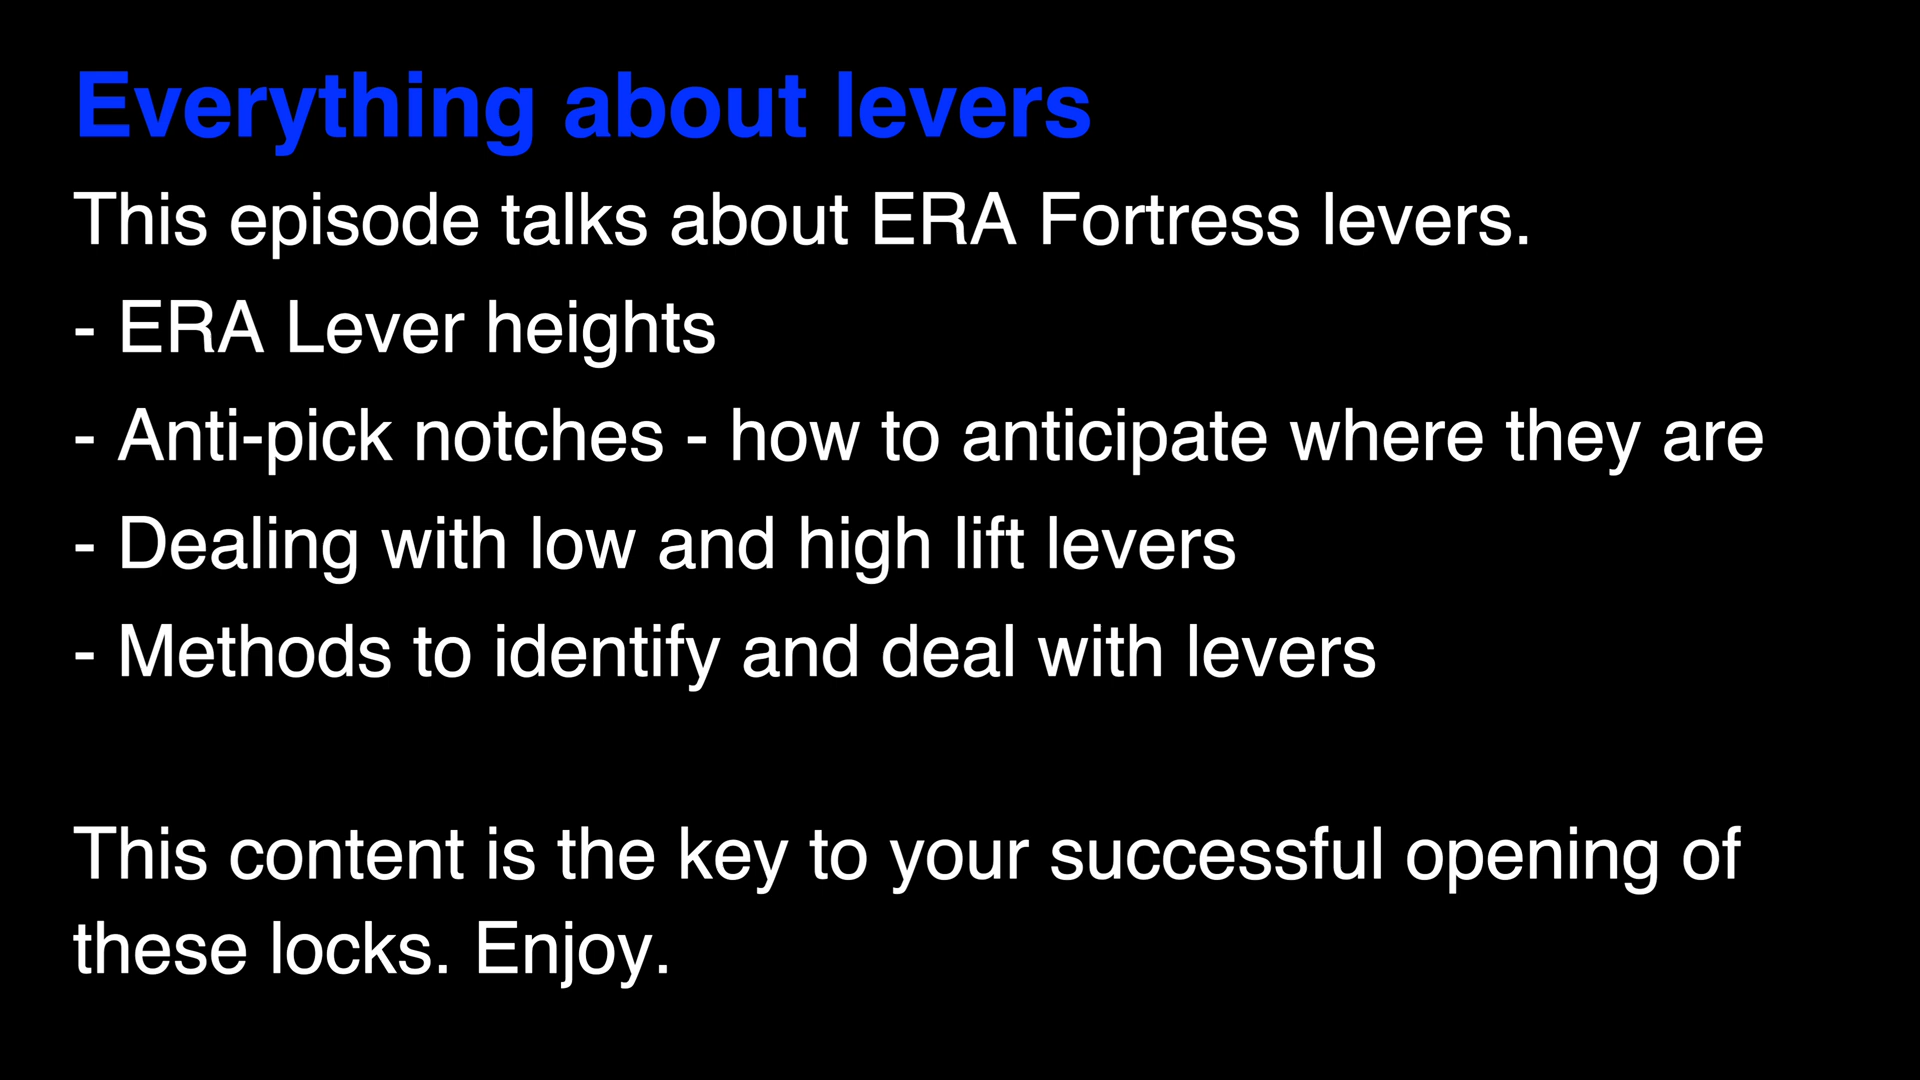 Everything about levers
This episode talks about ERA Fortress levers.
- ERA Lever heights
- Anti-pick notches - how to anticipate where they are
- Dealing with low and high lift levers
- Methods to identify and deal with levers
This content is the key to your successful opening of
these locks. Enjoy.